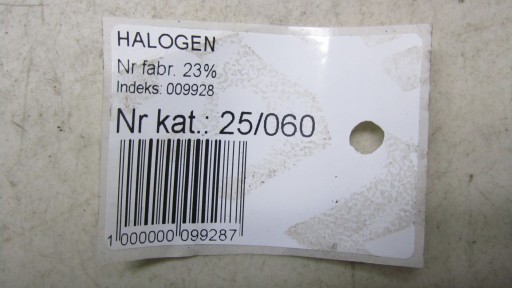 HALOGEN
Nr fabr. 23%
Indeks: 009928
Nr kat.: 25/060
1 000000 099287